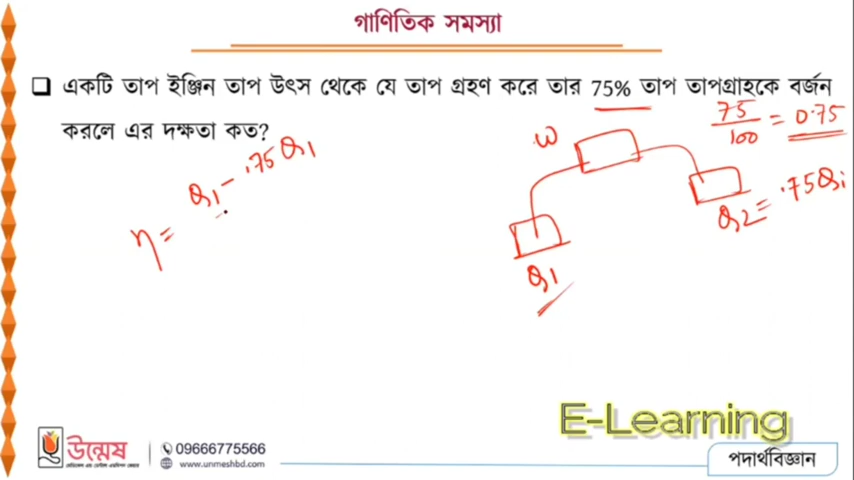 গাণিতিক সমস্যা
❑ একটি তাপ ইঞ্জিন তাপ উৎস থেকে যে তাপ গ্রহণ করে তার 75% তাপ তাপগ্রাহকে বর্জন
করলে এর দক্ষতা কত?
75/100 = 0.75
W
η = Q1 - .75Q1
Q2 = .75Q1
Q1
E-Learning
উন্মেষ
09666775566
www.unmeshbd.com
পদার্থবিজ্ঞান